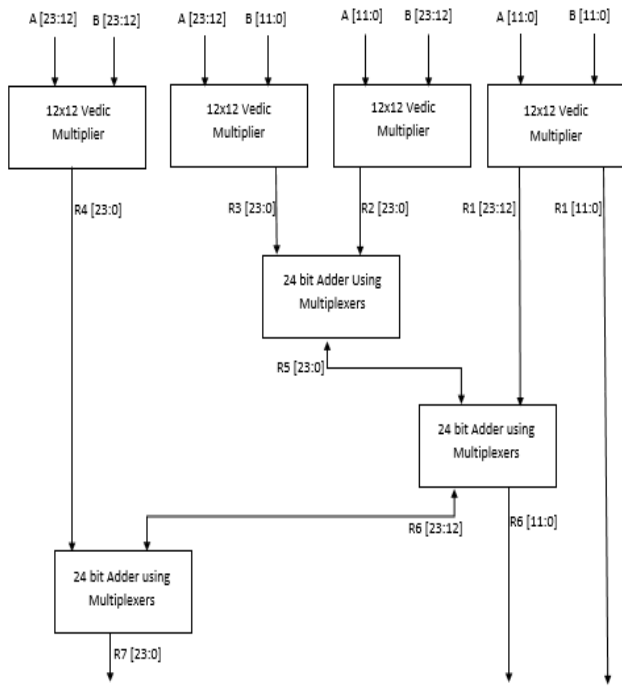 A [23:12] B [23:12] A [23:12] B [11:0] A [11:0] B [23:12] A [11:0] B [11:0]
12x12 Vedic
Multiplier
12x12 Vedic
Multiplier
12x12 Vedic
Multiplier
12x12 Vedic
Multiplier
R4 [23:0] R3 [23:0] R2 [23:0] R1 [23:12] R1 [11:0]
24 bit Adder Using
Multiplexers
R5 [23:0]
24 bit Adder using
Multiplexers
R6 [23:12] R6 [11:0]
24 bit Adder using
Multiplexers
R7 [23:0]